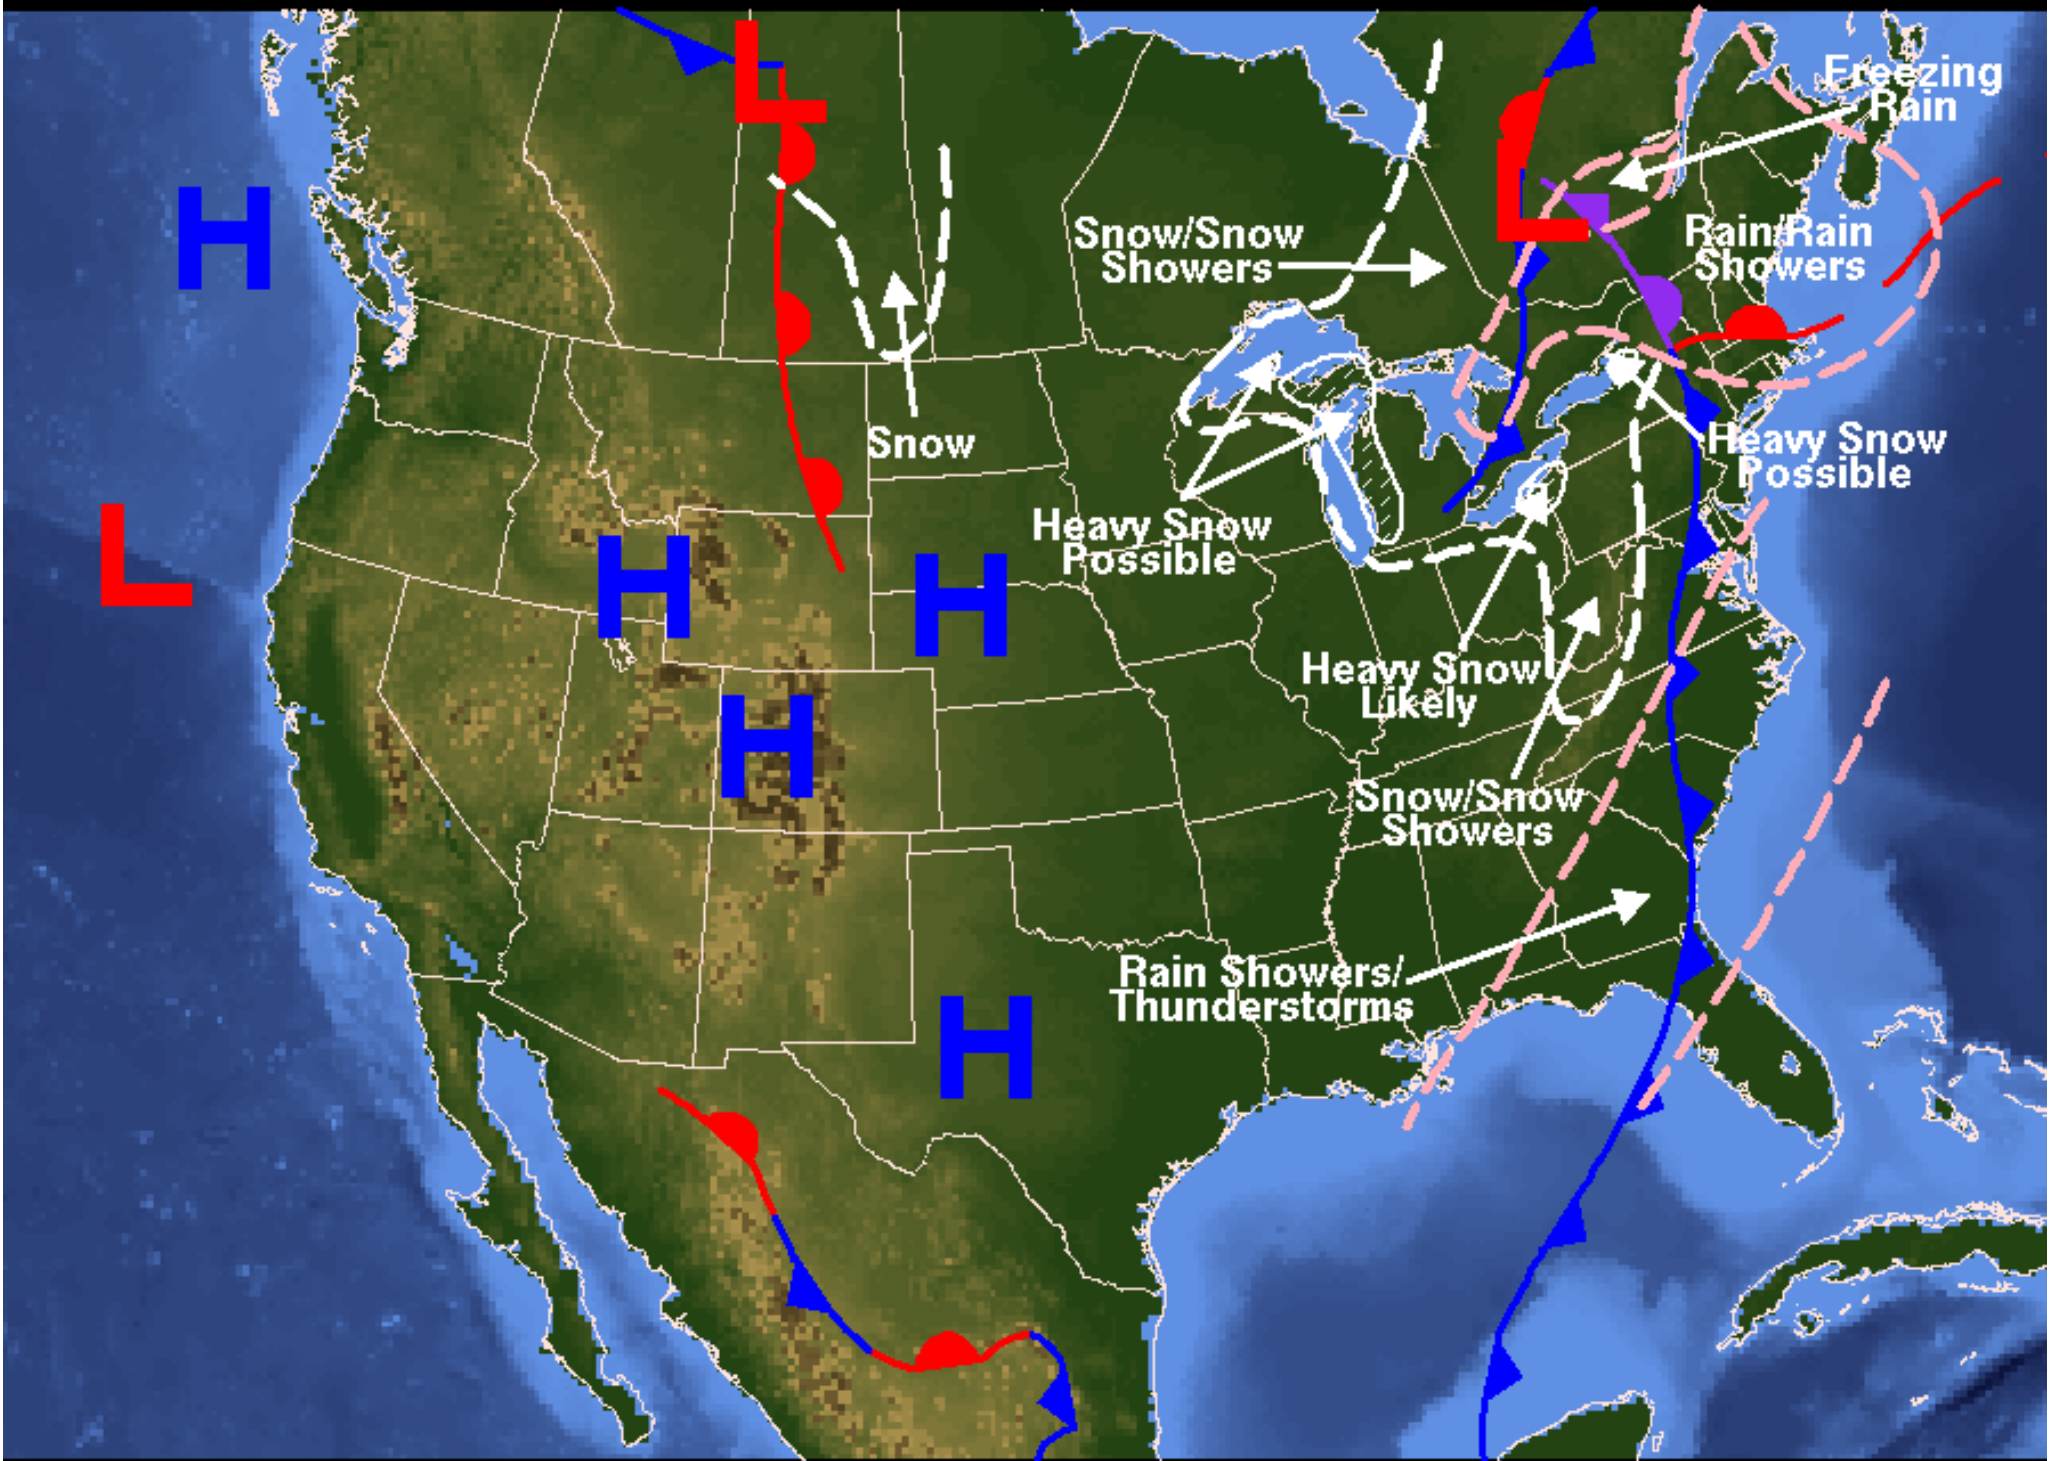 L
Freezing
Rain
H
L
Snow/Snow
Showers
Rain/Rain
Showers
Snow
Heavy Snow
Possible
Heavy Snow
Possible
L
H
H
Heavy Snow
Likely
H
Snow/Snow
Showers
Rain Showers/
Thunderstorms
H